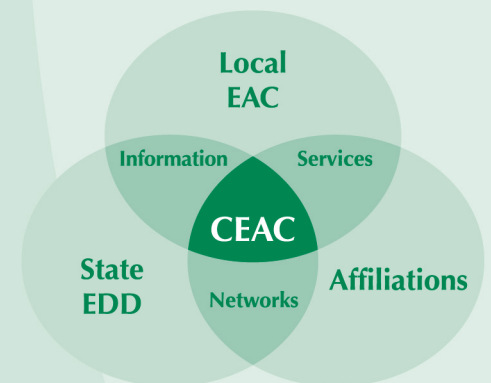 Local
EAC
Information
Services
CEAC
State
EDD
Affiliations
Networks